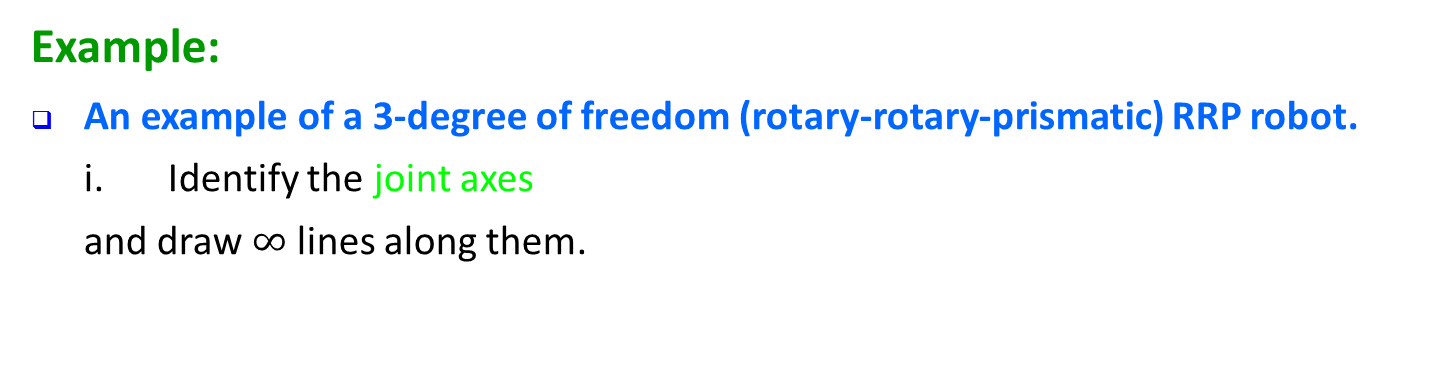 Example:
❑ An example of a 3-degree of freedom (rotary-rotary-prismatic) RRP robot.
i. Identify the joint axes
and draw ∞ lines along them.